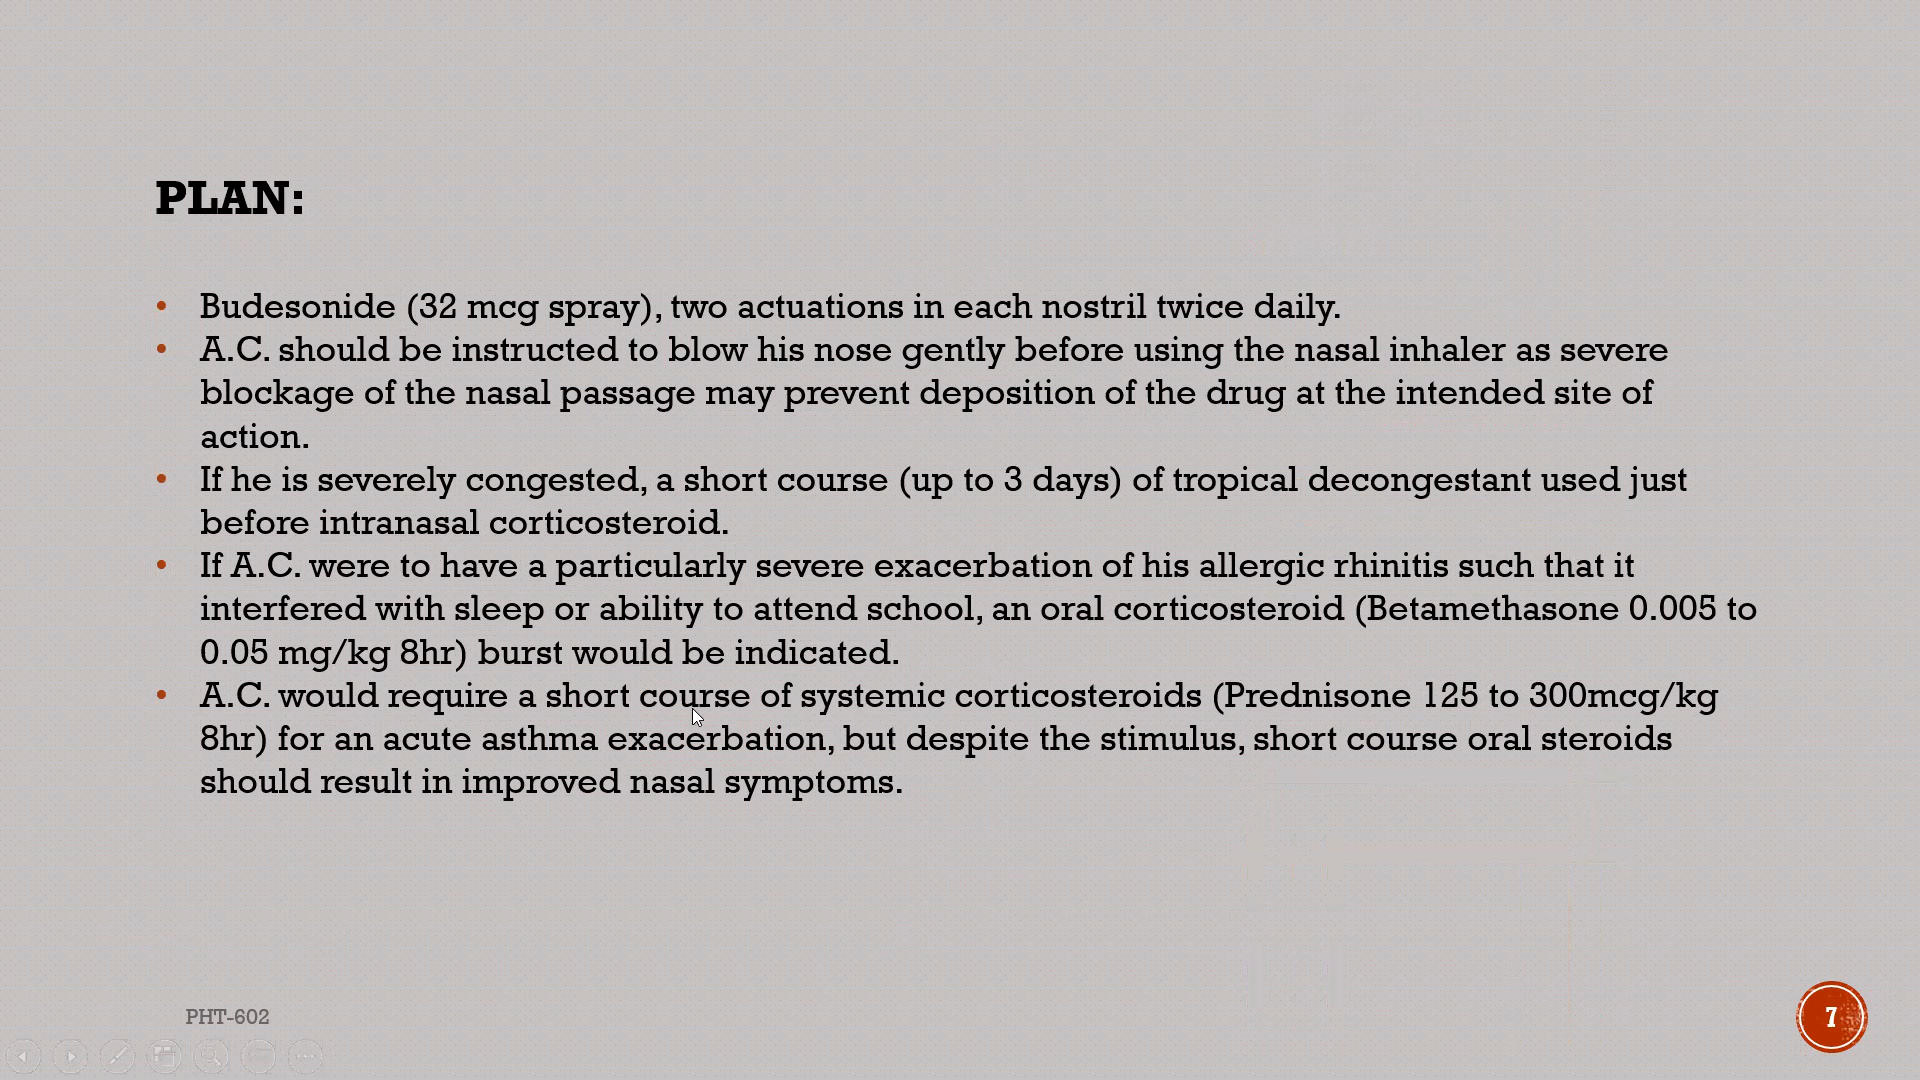 PLAN:
• Budesonide (32 mcg spray), two actuations in each nostril twice daily.
• A.C. should be instructed to blow his nose gently before using the nasal inhaler as severe
blockage of the nasal passage may prevent deposition of the drug at the intended site of
action.
• If he is severely congested, a short course (up to 3 days) of tropical decongestant used just
before intranasal corticosteroid.
• If A.C. were to have a particularly severe exacerbation of his allergic rhinitis such that it
interfered with sleep or ability to attend school, an oral corticosteroid (Betamethasone 0.005 to
0.05 mg/kg 8hr) burst would be indicated.
• A.C. would require a short course of systemic corticosteroids (Prednisone 125 to 300mcg/kg
8hr) for an acute asthma exacerbation, but despite the stimulus, short course oral steroids
should result in improved nasal symptoms.
PHT-602
7